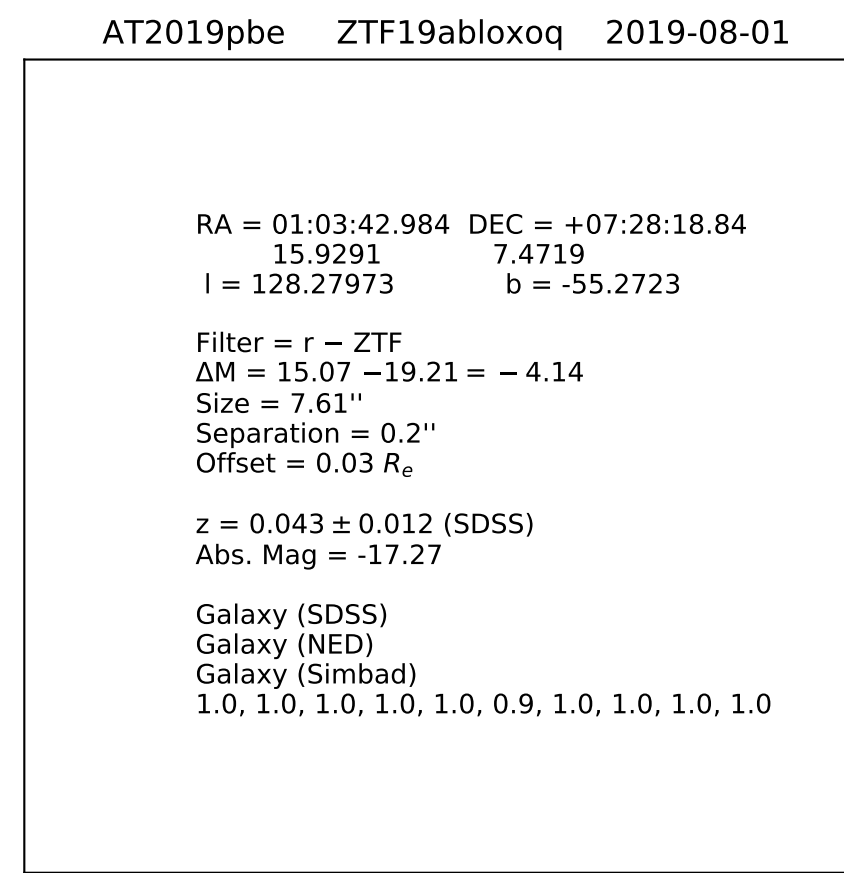 AT2019pbe ZTF19abloxoq 2019-08-01
RA = 01:03:42.984 DEC = +07:28:18.84
15.9291 7.4719
l = 128.27973 b = -55.2723
Filter = r − ZTF
ΔM = 15.07 −19.21 = − 4.14
Size = 7.61''
Separation = 0.2''
Offset = 0.03 Re
z = 0.043 ± 0.012 (SDSS)
Abs. Mag = -17.27
Galaxy (SDSS)
Galaxy (NED)
Galaxy (Simbad)
1.0, 1.0, 1.0, 1.0, 1.0, 0.9, 1.0, 1.0, 1.0, 1.0